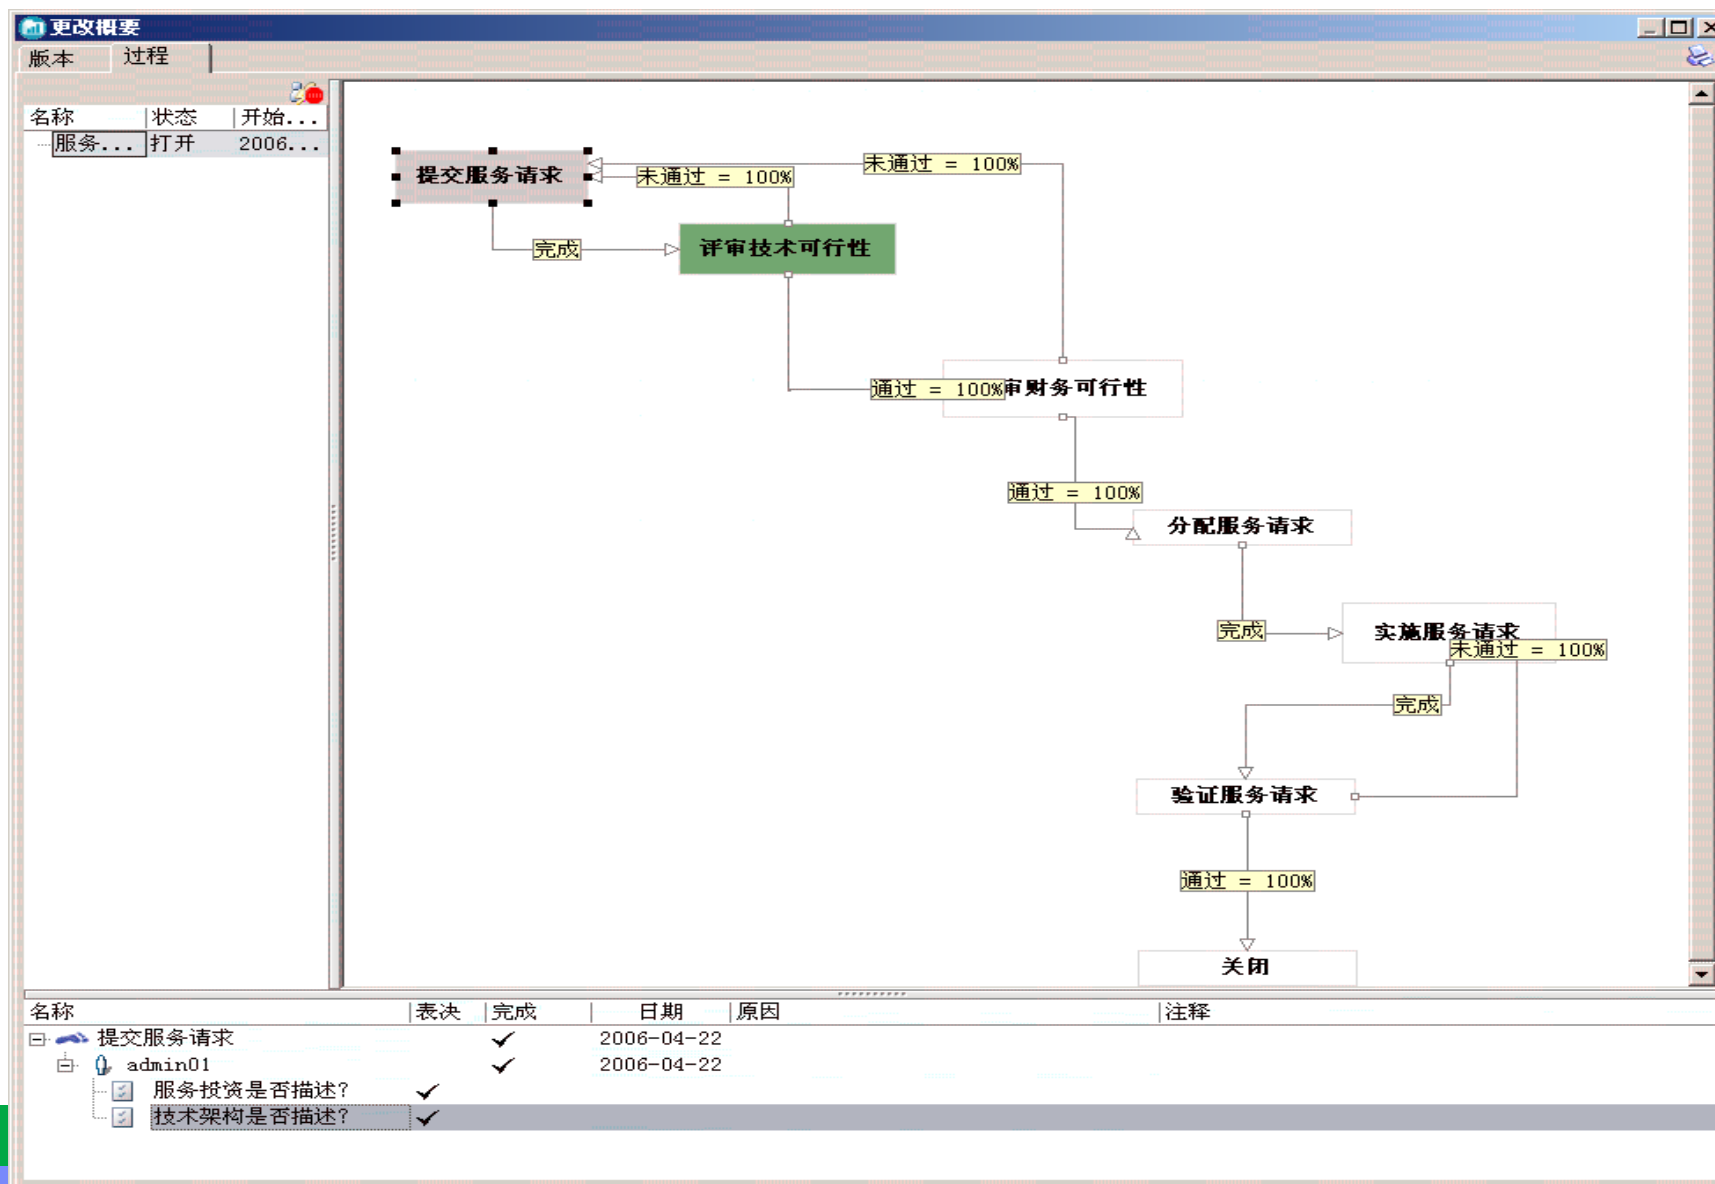 更改概要
版本 过程
名称 状态 开始...
服务... 打开 2006...
提交服务请求
未通过 = 100%
未通过 = 100%
完成
评审技术可行性
通过 = 100%
审财务可行性
通过 = 100%
分配服务请求
完成
实施服务请求
未通过 = 100%
完成
验证服务请求
通过 = 100%
关闭
名称 表决 完成 日期 原因 注释
提交服务请求 2006-04-22
admin01 2006-04-22
服务投资是否描述?
技术架构是否描述?